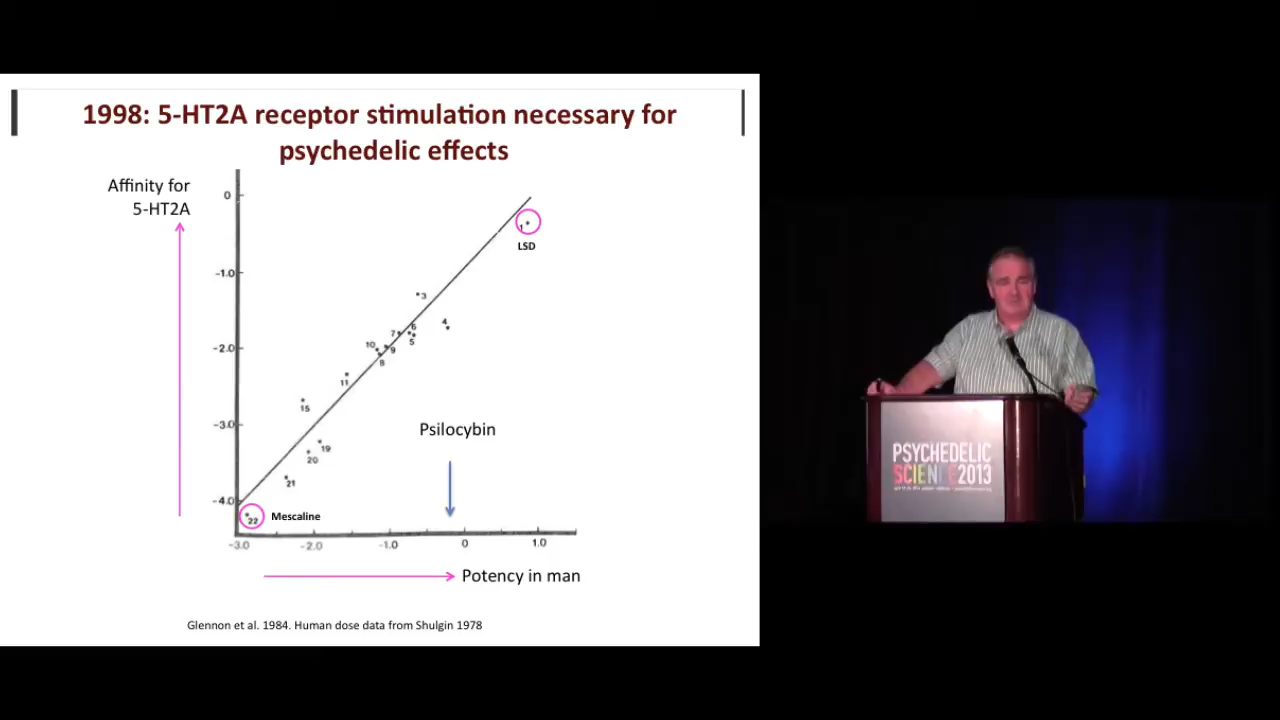 1998: 5-HT2A receptor stimulation necessary for
psychedelic effects
Affinity for
5-HT2A
0
-1.0
-2.0
-3.0
-4.0
1
LSD
3
4
7
6
5
10
9
8
11
15
19
20
21
22
Mescaline
Psilocybin
-3.0
-2.0
-1.0
0
1.0
Potency in man
Glennon et al. 1984. Human dose data from Shulgin 1978
PSYCHEDELIC
SCIENCE2013